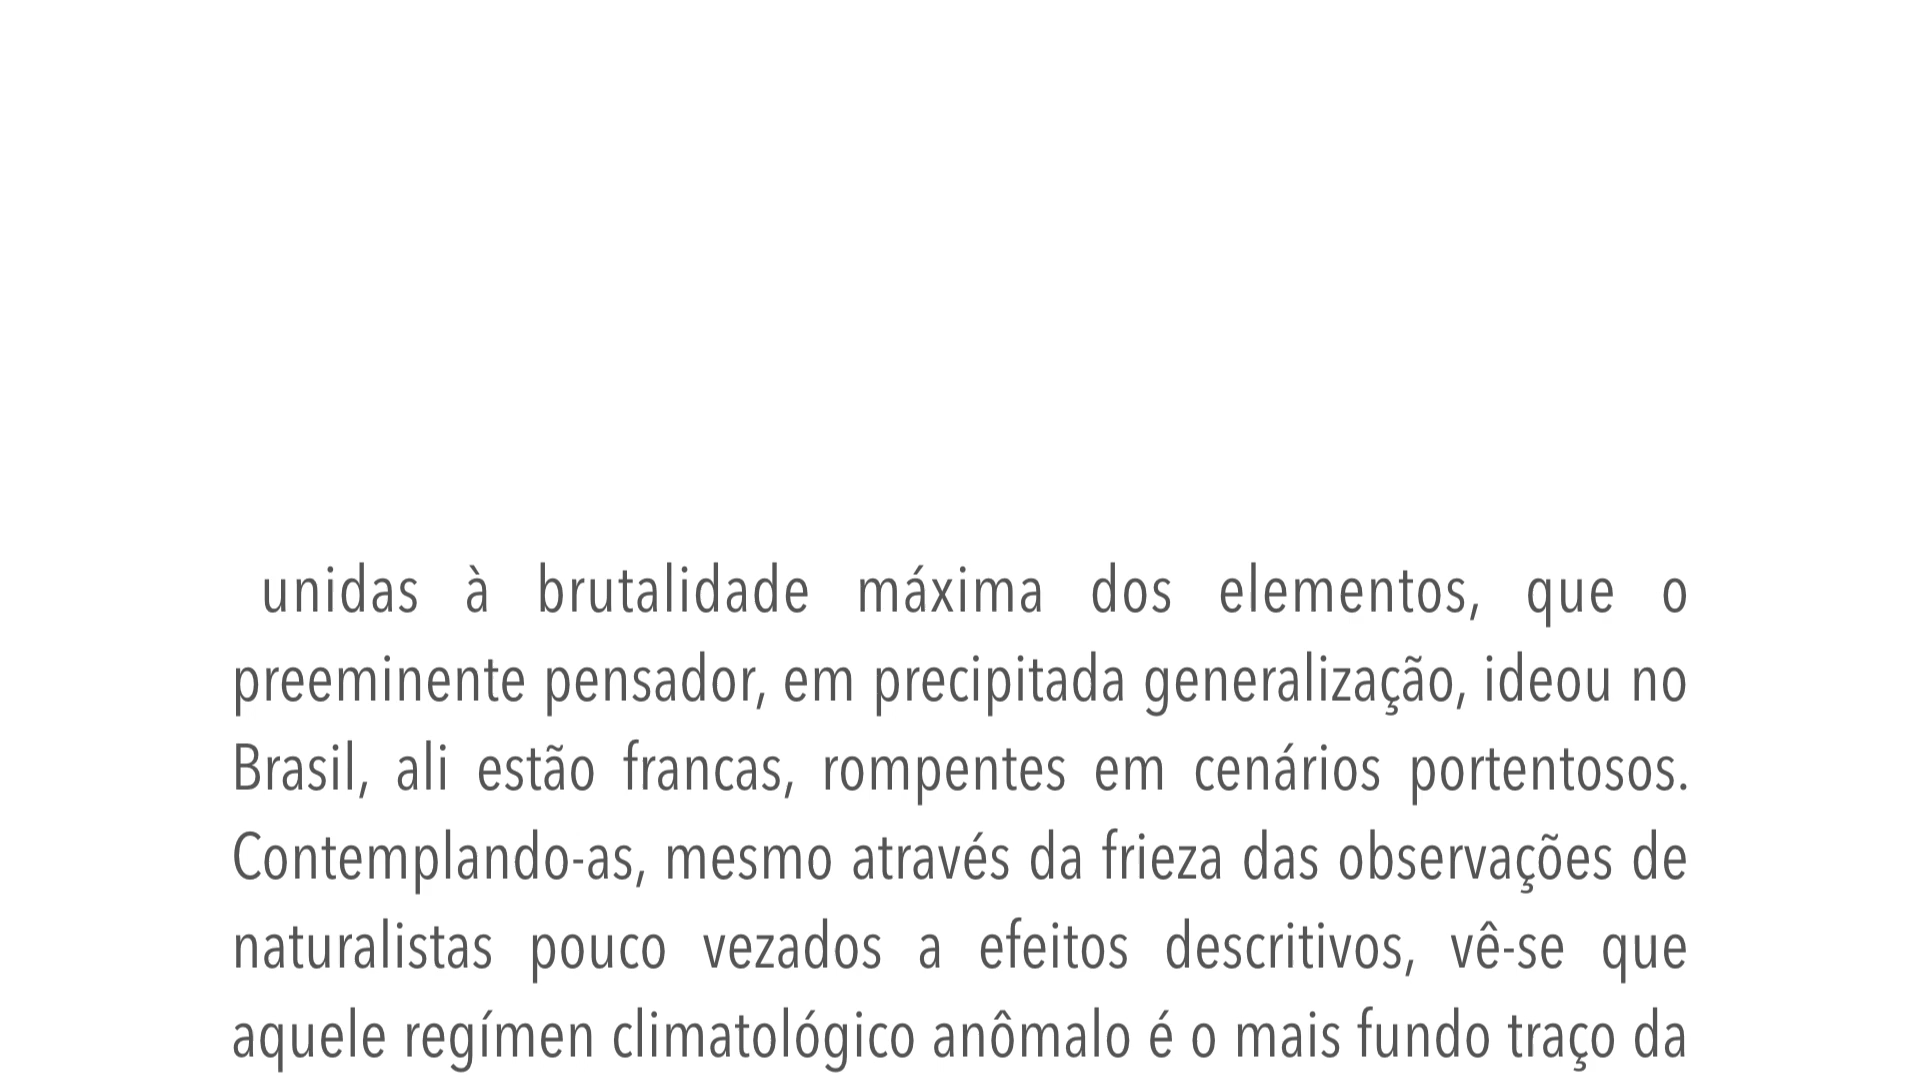 unidas à brutalidade máxima dos elementos, que o
preeminente pensador, em precipitada generalização, ideou no
Brasil, ali estão francas, rompentes em cenários portentosos.
Contemplando-as, mesmo através da frieza das observações de
naturalistas pouco vezados a efeitos descritivos, vê-se que
aquele regímen climatológico anômalo é o mais fundo traço da